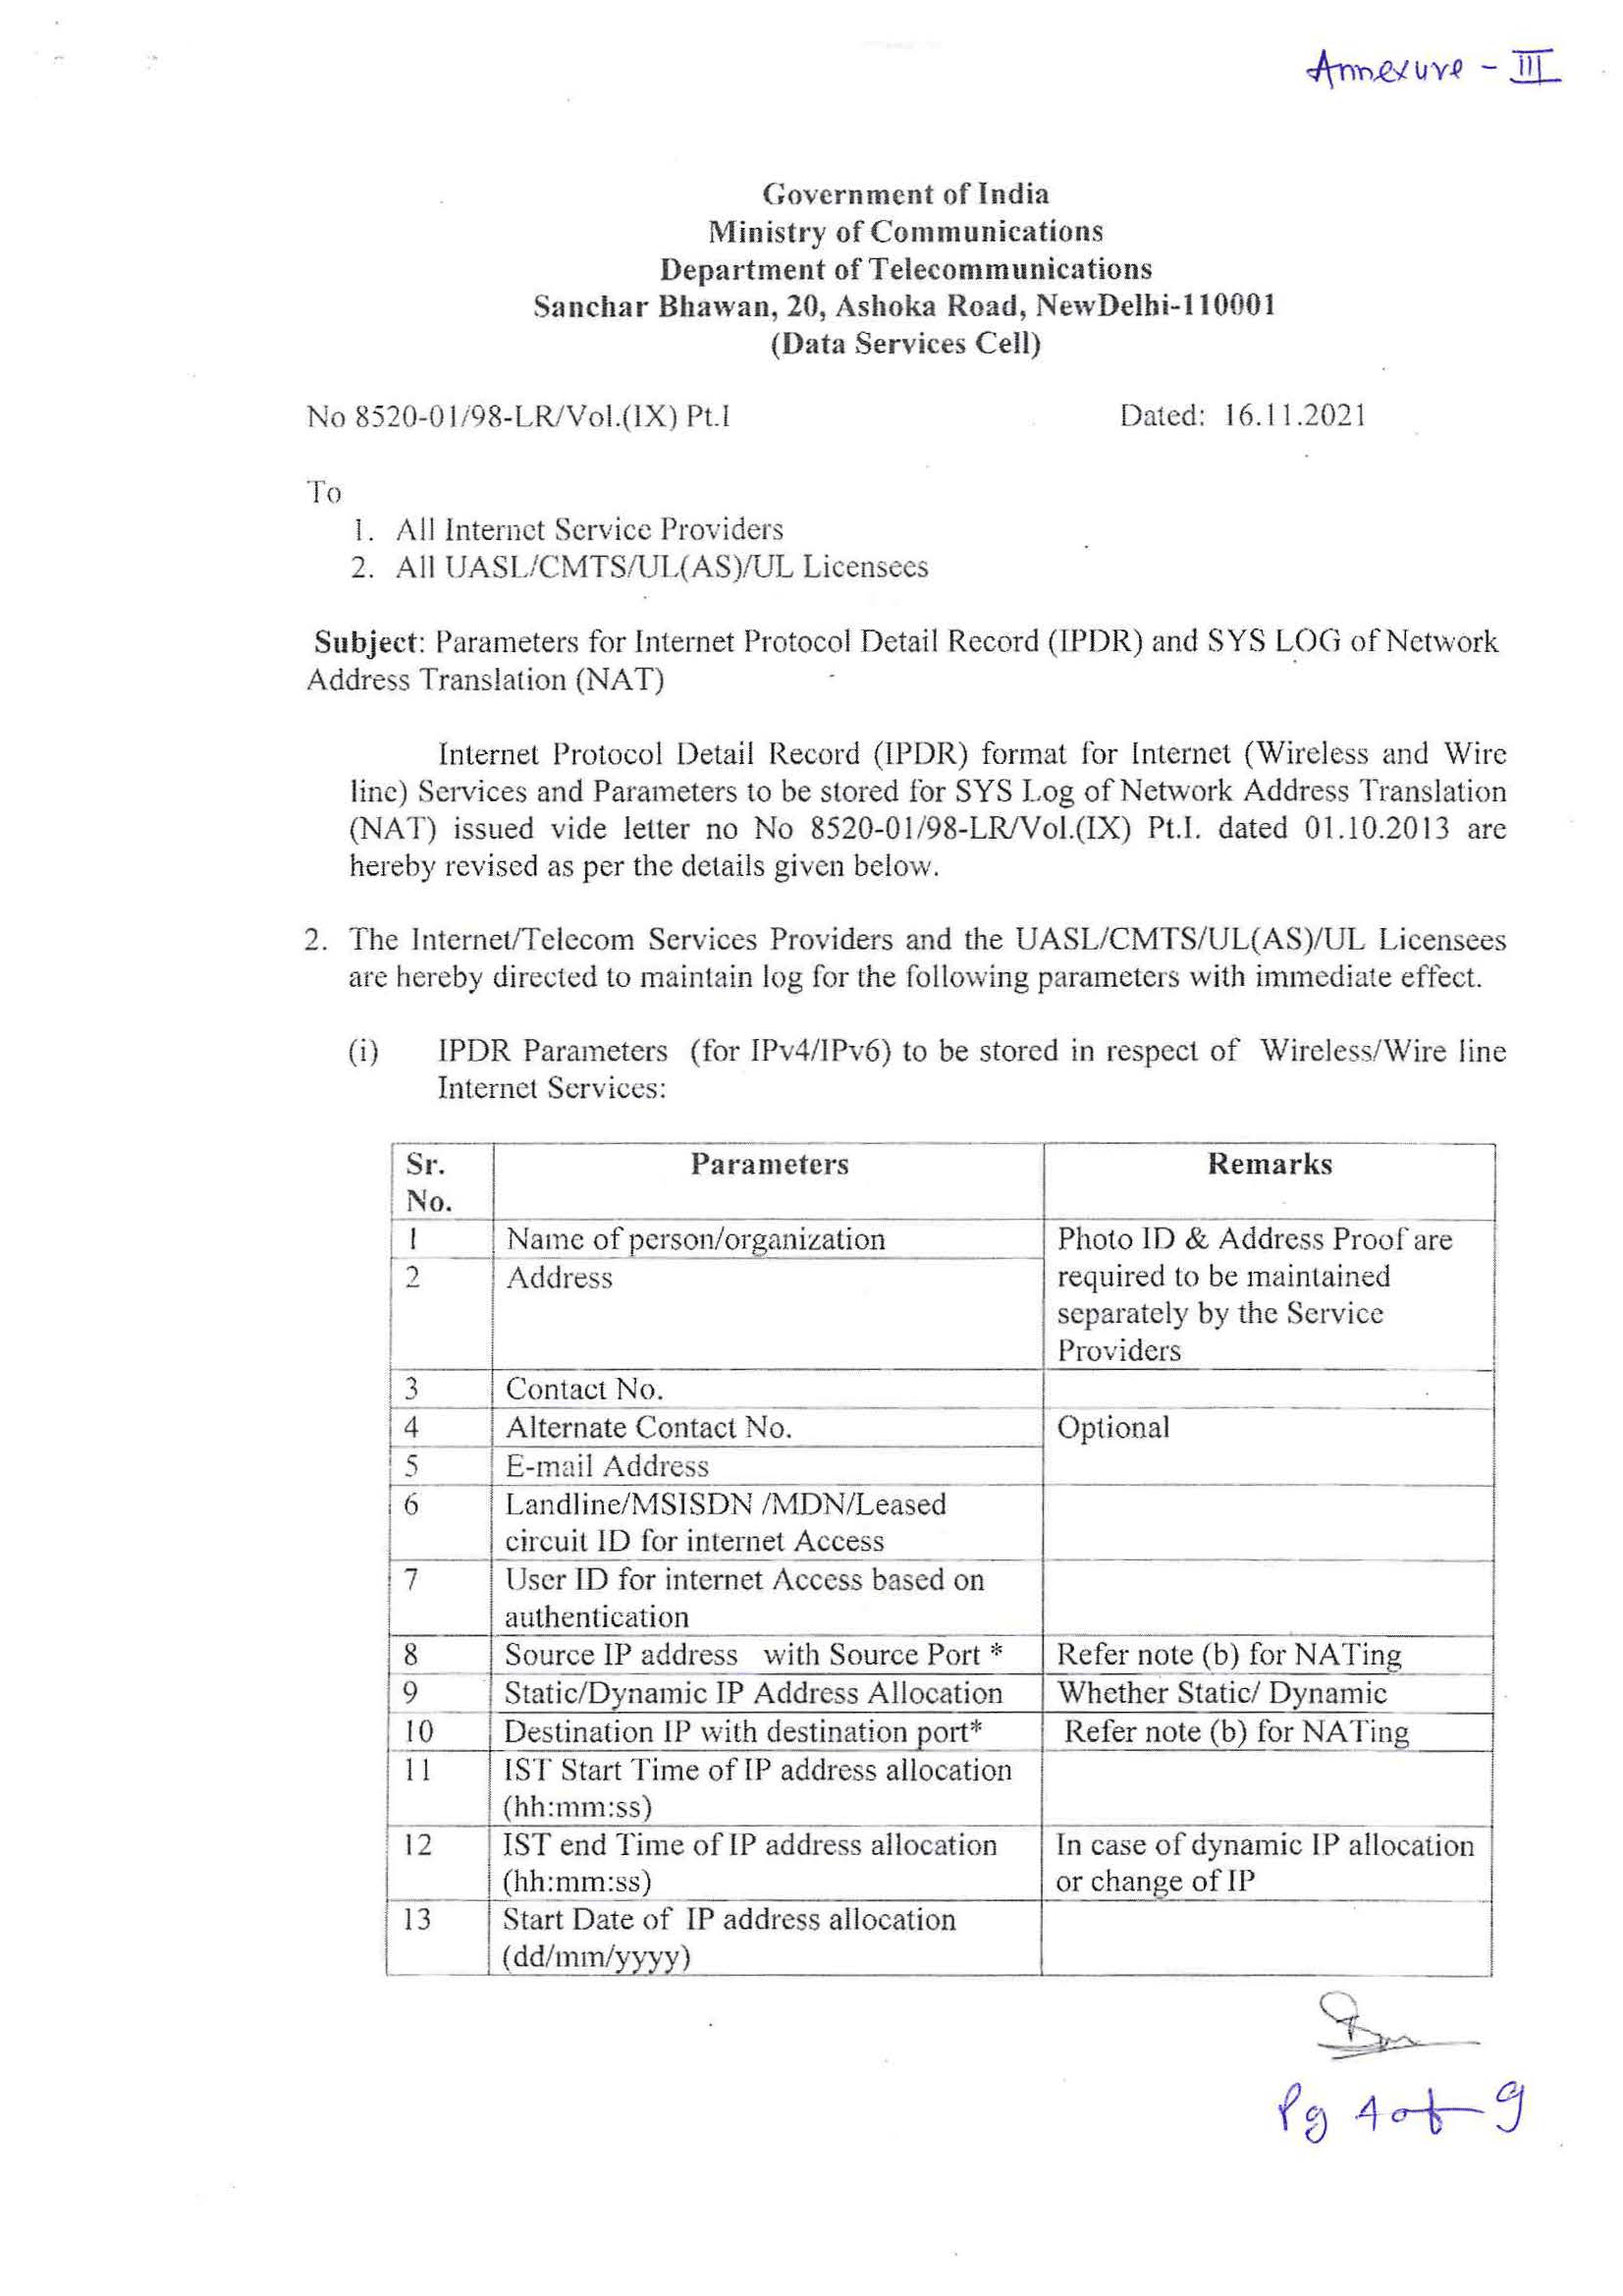 Annexure - III
Government of India
Ministry of Communications
Department of Telecommunications
Sanchar Bhawan, 20, Ashoka Road, NewDelhi-110001
(Data Services Cell)
No 8520-01/98-LR/Vol.(IX) Pt.I Dated: 16.11.2021
To
1. All Internet Service Providers
2. All UASL/CMTS/UL(AS)/UL Licensees
Subject: Parameters for Internet Protocol Detail Record (IPDR) and SYS LOG of Network
Address Translation (NAT)
Internet Protocol Detail Record (IPDR) format for Internet (Wireless and Wire
line) Services and Parameters to be stored for SYS Log of Network Address Translation
(NAT) issued vide letter no No 8520-01/98-LR/Vol.(IX) Pt.I. dated 01.10.2013 are
hereby revised as per the details given below.
2. The Internet/Telecom Services Providers and the UASL/CMTS/UL(AS)/UL Licensees
are hereby directed to maintain log for the following parameters with immediate effect.
(i) IPDR Parameters (for IPv4/IPv6) to be stored in respect of Wireless/Wire line
Internet Services:
Sr. Parameters Remarks
No.
1 Name of person/organization Photo ID & Address Proof are
2 Address required to be maintained
separately by the Service
Providers
3 Contact No.
4 Alternate Contact No. Optional
5 E-mail Address
6 Landline/MSISDN /MDN/Leased
circuit ID for internet Access
7 User ID for internet Access based on
authentication
8 Source IP address with Source Port * Refer note (b) for NATing
9 Static/Dynamic IP Address Allocation Whether Static/ Dynamic
10 Destination IP with destination port* Refer note (b) for NATing
11 IST Start Time of IP address allocation
(hh:mm:ss)
12 IST end Time of IP address allocation In case of dynamic IP allocation
(hh:mm:ss) or change of IP
13 Start Date of IP address allocation
(dd/mm/yyyy)
Pg 4 of 9